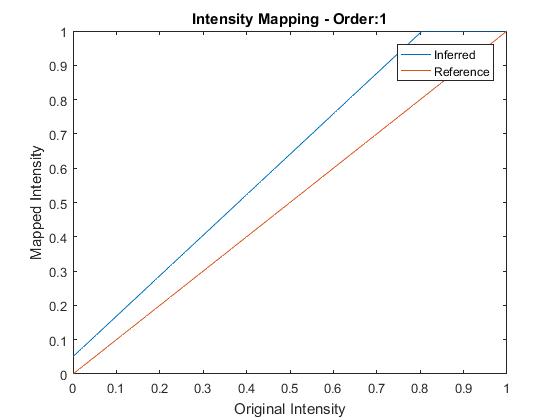 Intensity Mapping - Order:1
1
0.9
0.8
0.7
0.6
0.5
0.4
0.3
0.2
0.1
0
Mapped Intensity
Inferred
Reference
0 0.1 0.2 0.3 0.4 0.5 0.6 0.7 0.8 0.9 1
Original Intensity